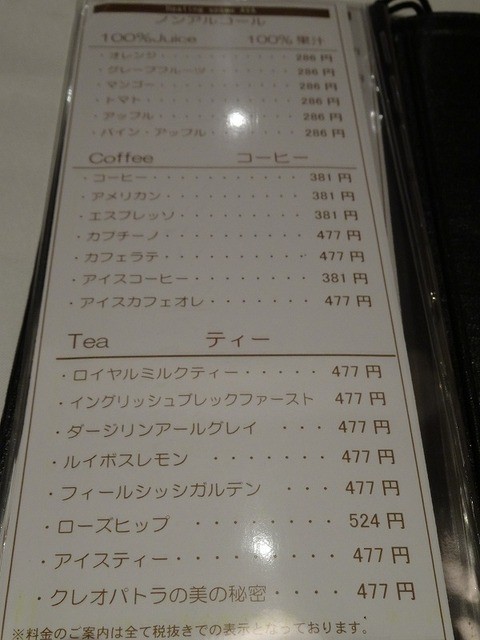 ノンアルコール
100%Juice 100%果汁
・オレンジ・・・・・・・・・・・・286円
・グレープフルーツ・・・・・・・・286円
・マンゴー・・・・・・・・・・・・286円
・トマト・・・・・・・・・・・・・286円
・アップル・・・・・・・・・・・・286円
・パイン・アップル・・・・・・・・286円
Coffee コーヒー
・コーヒー・・・・・・・・・・・381円
・アメリカン・・・・・・・・・・381円
・エスプレッソ・・・・・・・・・381円
・カプチーノ・・・・・・・・・・477円
・カフェラテ・・・・・・・・・・477円
・アイスコーヒー・・・・・・・・381円
・アイスカフェオレ・・・・・・・477円
Tea ティー
・ロイヤルミルクティー・・・・・477円
・イングリッシュブレックファースト 477円
・ダージリンアールグレイ ・・・477円
・ルイボスレモン ・・・・・・・477円
・フィールシッシガルテン ・・・477円
・ローズヒップ ・・・・・・・・524円
・アイスティー・・・・・・・・・477円
・クレオパトラの美の秘密・・・・477円
※料金のご案内は全て税抜きでの表示となっております。